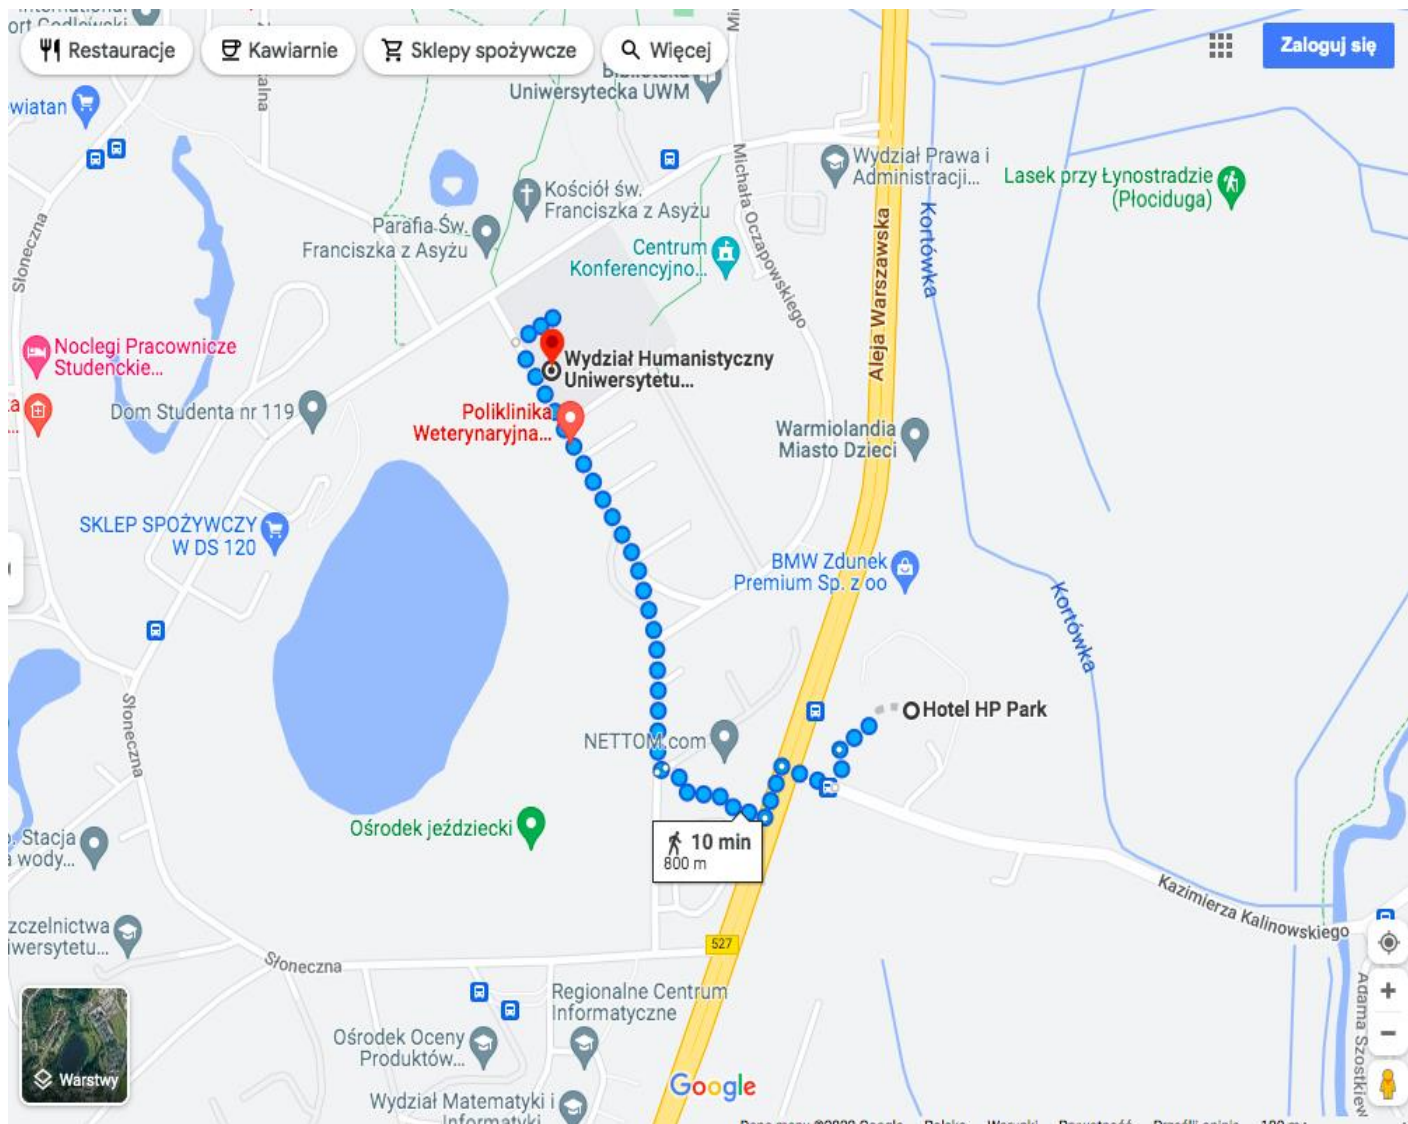 Restauracje
Kawiarnie
Sklepy spożywcze
Więcej
Zaloguj się
Uniwersytecka UWM
ewiatan
Słoneczna
Michała Oczapowskiego
Wydział Prawa i
Administracji...
Lasek przy Łynostradzie
(Płociduga)
Kościół św.
Franciszka z Asyżu
Parafia Św.
Franciszka z Asyżu
Centrum
Konferencyjno...
Aleja Warszawska
Kortówka
Noclegi Pracownicze
Studenckie...
Wydział Humanistyczny
Uniwersytetu...
Dom Studenta nr 119
Poliklinika
Weterynaryjna...
Warmiolandia
Miasto Dzieci
SKLEP SPOŻYWCZY
W DS 120
BMW Zdunek
Premium Sp. z oo
Kortówka
Hotel HP Park
Słoneczna
NETTOM.com
Ośrodek jeździecki
10 min
800 m
o. Stacja
a wody...
Kazimierza Kalinowskiego
zczelnictwa
iwersytetu...
527
Słoneczna
Regionalne Centrum
Informatyczne
Ośrodek Oceny
Produktów...
Adama Szostkiew
Warstwy
Google
Wydział Matematyki i